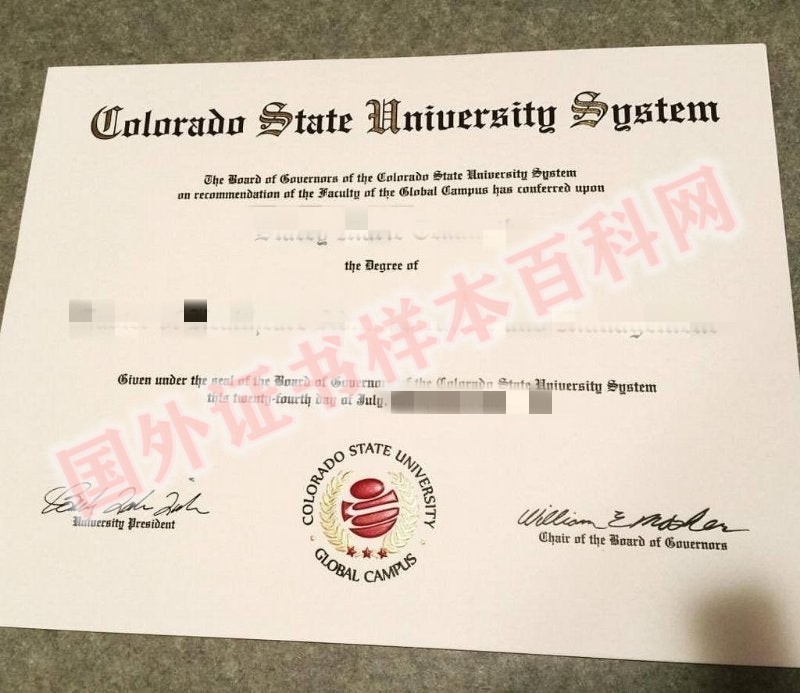 Colorado State University System
The Board of Governors of the Colorado State University System
on recommendation of the Faculty of the Global Campus has conferred upon
the Degree of
Management
Given under the seal of the Board of Governors of the Colorado State University System
this twenty-fourth day of July,
国外证书样本百科网
University President
COLORADO STATE UNIVERSITY
GLOBAL CAMPUS
William E Mosher
Chair of the Board of Governors